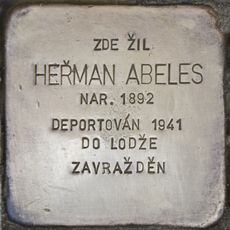 ZDE ŽIL
HEŘMAN ABELES
NAR. 1892
DEPORTOVÁN 1941
DO LODŽE
ZAVRAŽDĚN